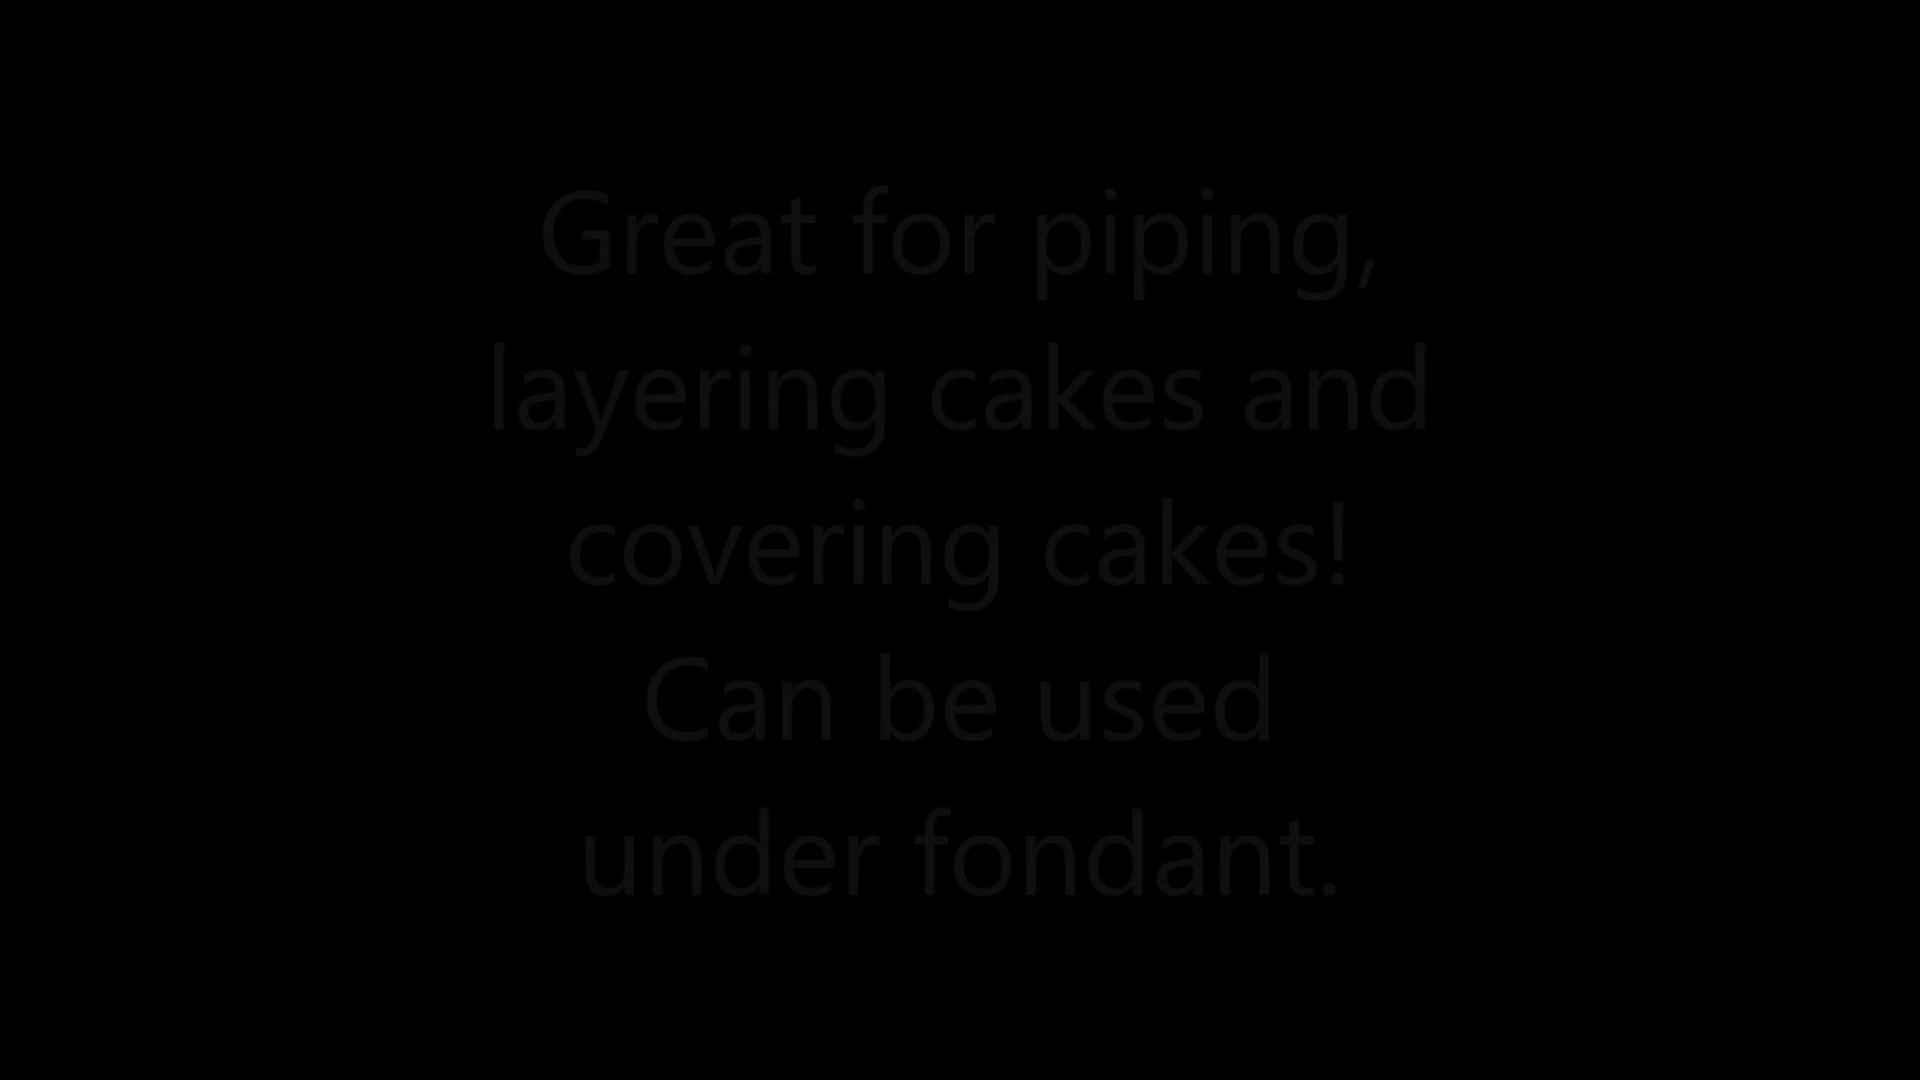 Great for piping,
layering cakes and
covering cakes!
Can be used
under fondant.